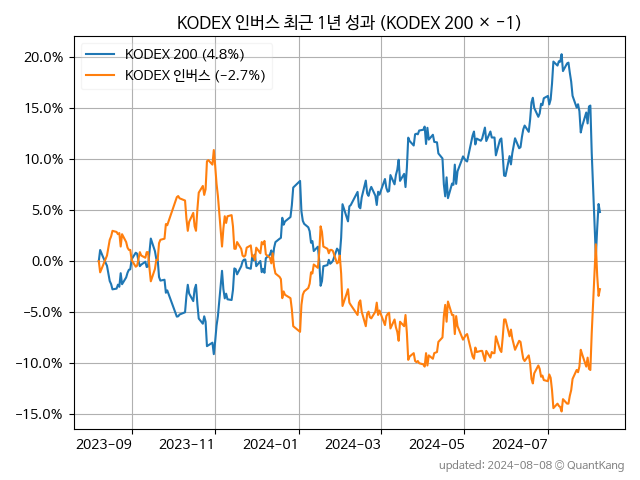 KODEX 인버스 최근 1년 성과 (KODEX 200 × −1)
KODEX 200 (4.8%)
KODEX 인버스 (−2.7%)
20.0%
15.0%
10.0%
5.0%
0.0%
−5.0%
−10.0%
−15.0%
2023-09 2023-11 2024-01 2024-03 2024-05 2024-07
updated: 2024-08-08 © QuantKang